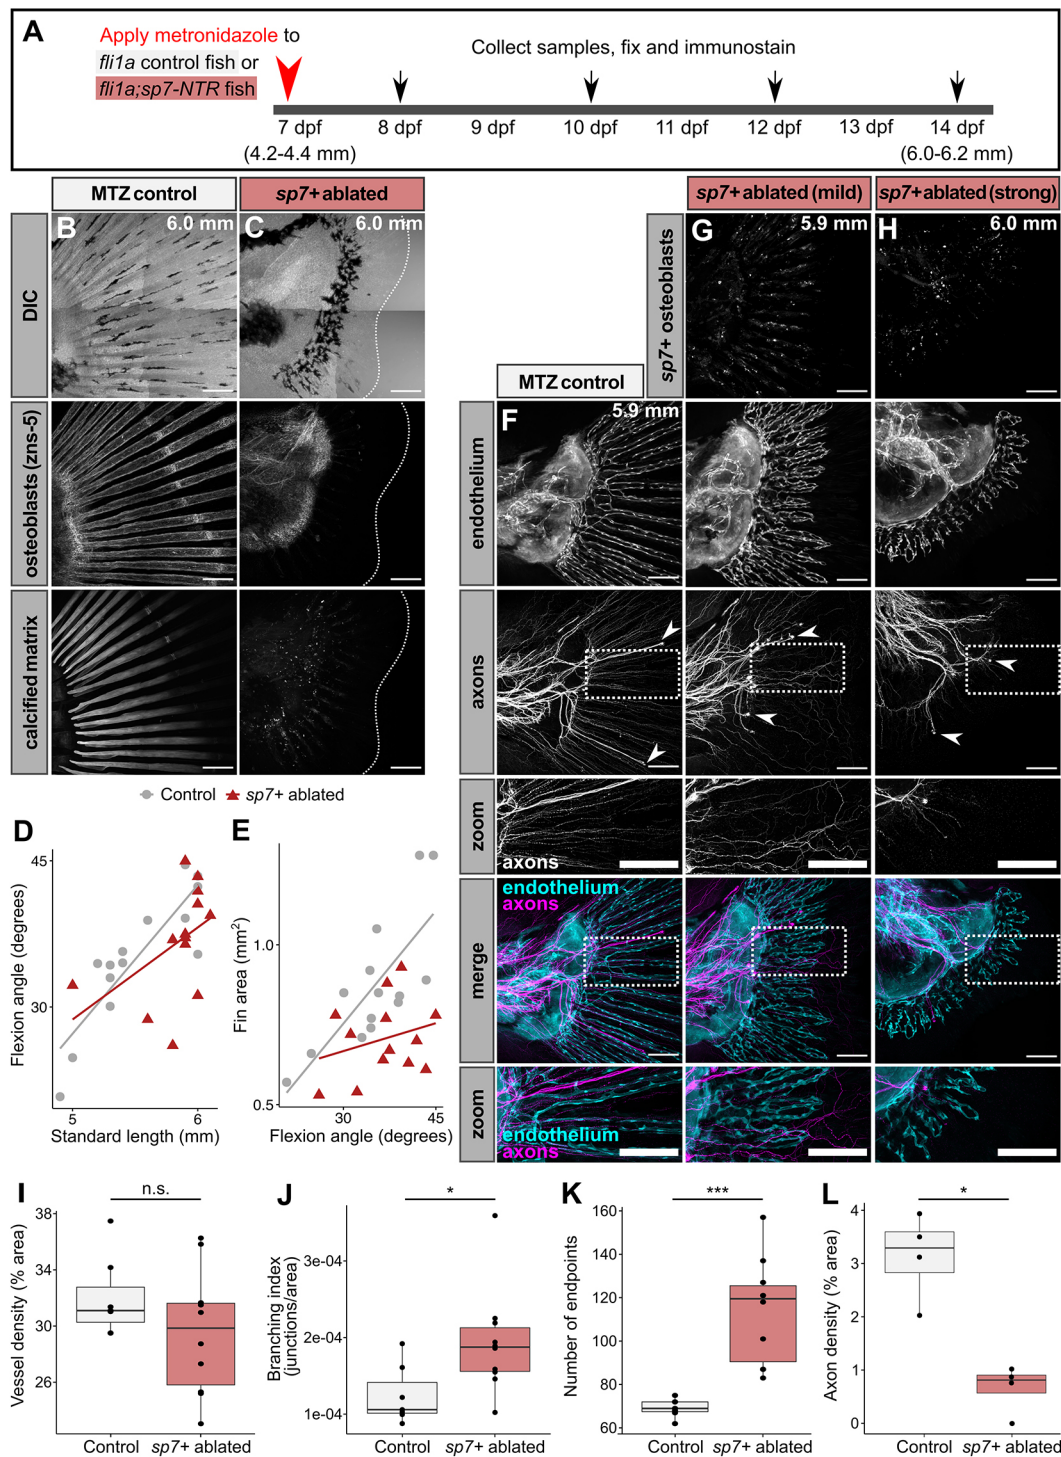 A
Apply metronidazole to
fli1a control fish or
fli1a;sp7-NTR fish
Collect samples, fix and immunostain
7 dpf
8 dpf
9 dpf
10 dpf
11 dpf
12 dpf
13 dpf
14 dpf
(4.2-4.4 mm)
(6.0-6.2 mm)
MTZ control
sp7+ ablated
B
6.0 mm
C
6.0 mm
DIC
osteoblasts (zns-5)
calcified matrix
sp7+ ablated (mild)
sp7+ ablated (strong)
G
5.9 mm
H
6.0 mm
sp7+ osteoblasts
MTZ control
F
5.9 mm
endothelium
axons
zoom
axons
merge
endothelium
axons
zoom
endothelium
axons
Control
sp7+ ablated
D
Flexion angle (degrees)
45
30
5
6
Standard length (mm)
E
Fin area (mm2)
1.0
0.5
30
45
Flexion angle (degrees)
I
n.s.
Vessel density (% area)
38
34
30
26
Control
sp7+ ablated
J
*
Branching index
(junctions/area)
3e-04
2e-04
1e-04
Control
sp7+ ablated
K
***
Number of endpoints
160
140
120
100
80
60
Control
sp7+ ablated
L
*
Axon density (% area)
4
3
2
1
0
Control
sp7+ ablated